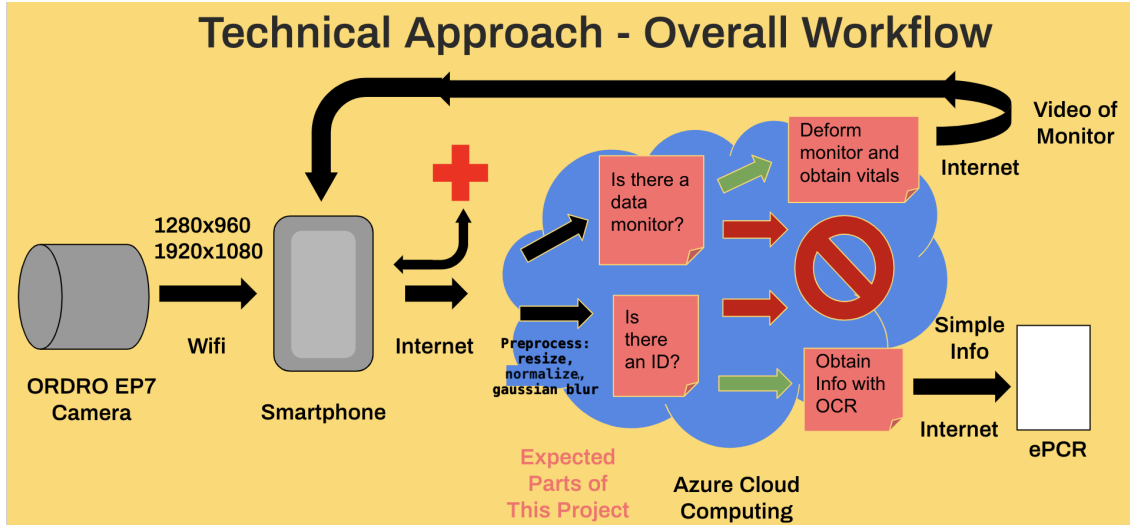 Technical Approach - Overall Workflow
Video of
Monitor
Deform
monitor and
obtain vitals
Internet
Is there a
data
monitor?
1280x960
1920x1080
Wifi
Internet
ORDRO EP7
Camera
Smartphone
Preprocess:
resize,
normalize,,
gaussian blur
Is
there
an ID?
Obtain
Info with
OCR
Simple
Info
Internet
ePCR
Expected
Parts of
This Project
Azure Cloud
Computing